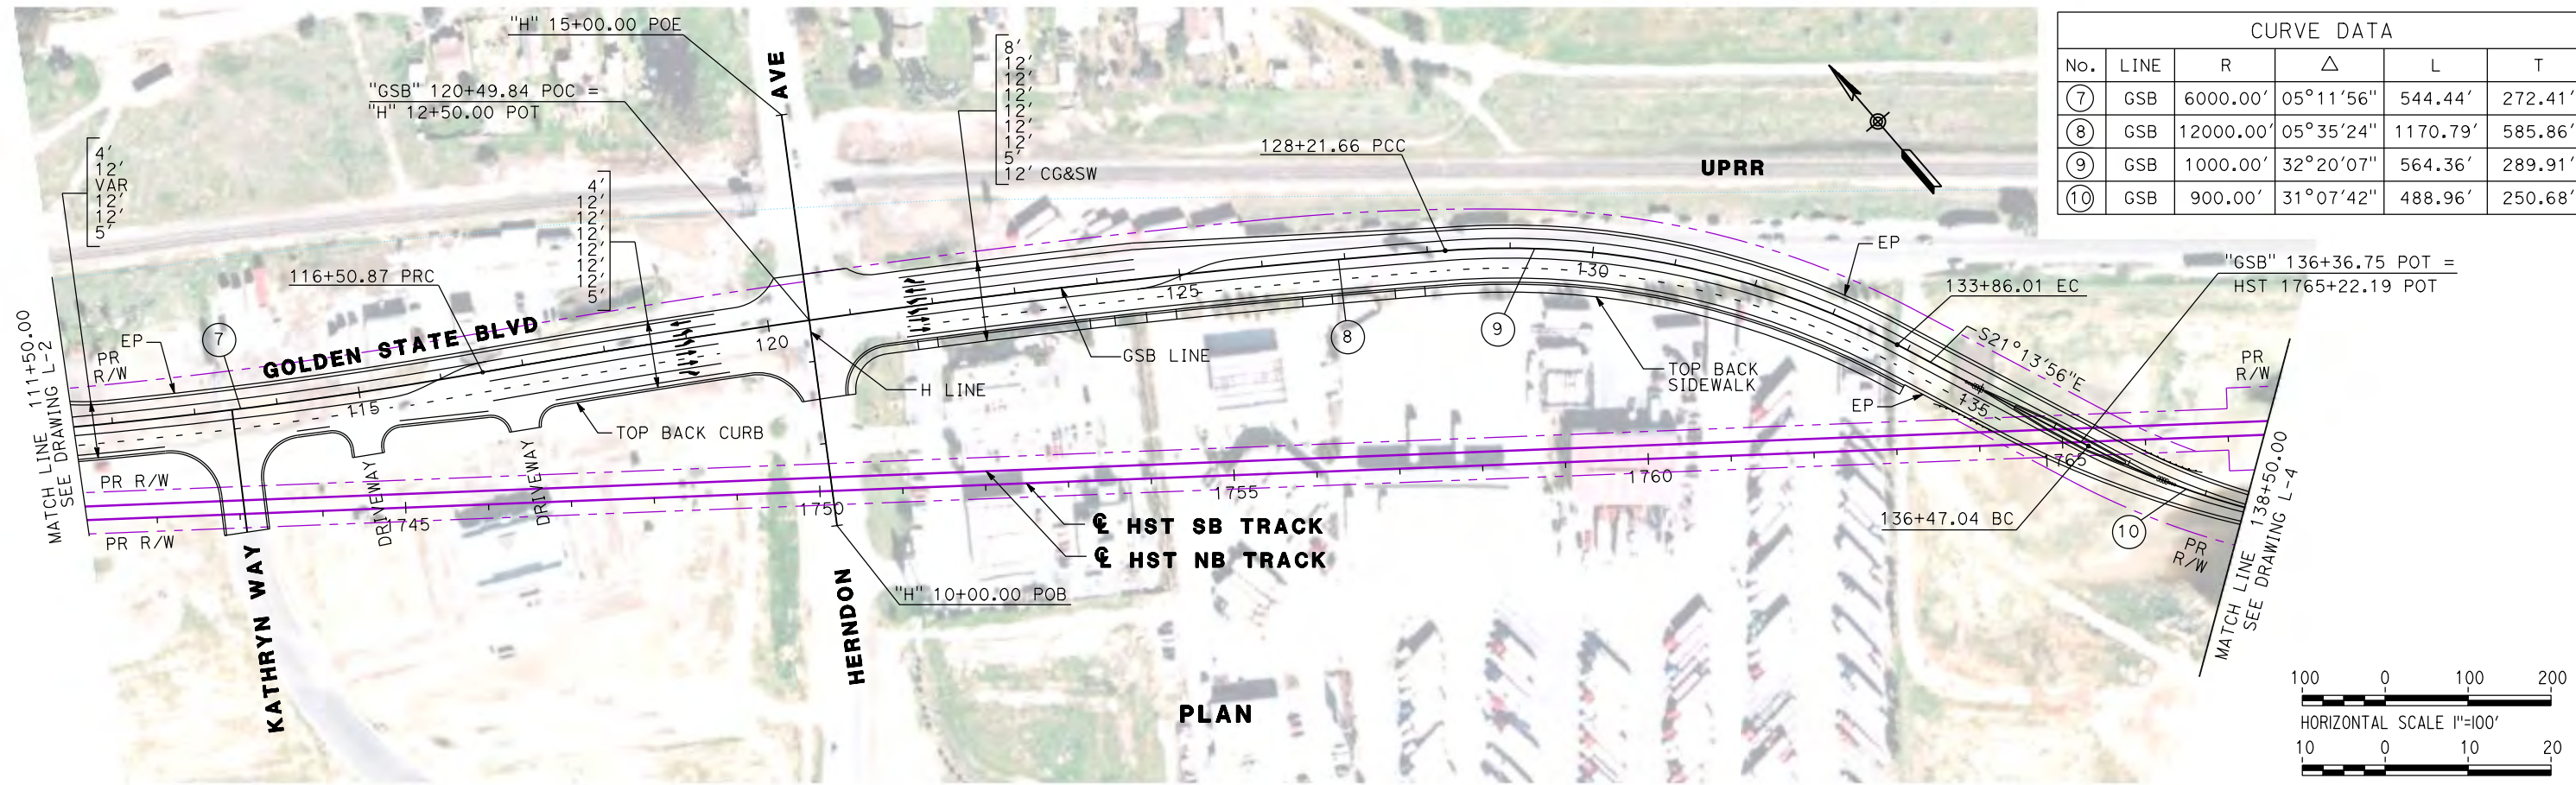 "H" 15+00.00 POE
AVE
"GSB" 120+49.84 POC =
"H" 12+50.00 POT
8'
12'
12'
12'
12'
12'
12'
5'
12' CG&SW
128+21.66 PCC
UPRR
CURVE DATA
No. LINE R △ L T
7 GSB 6000.00' 05°11'56" 544.44' 272.41'
8 GSB 12000.00' 05°35'24" 1170.79' 585.86'
9 GSB 1000.00' 32°20'07" 564.36' 289.91'
10 GSB 900.00' 31°07'42" 488.96' 250.68'
4'
12'
VAR
12'
12'
5'
4'
12'
12'
12'
12'
12'
12'
5'
116+50.87 PRC
EP
"GSB" 136+36.75 POT =
HST 1765+22.19 POT
133+86.01 EC
S21°13'56"E
MATCH LINE 111+50.00
SEE DRAWING L-2
EP
PR
R/W
7
GOLDEN STATE BLVD
115
120
125
130
135
GSB LINE
8
9
H LINE
TOP BACK
SIDEWALK
EP
PR
R/W
TOP BACK CURB
PR R/W
PR R/W
DRIVEWAY
DRIVEWAY
1745
1750
1755
1760
1765
℄ HST SB TRACK
℄ HST NB TRACK
136+47.04 BC
10
PR
R/W
MATCH LINE 138+50.00
SEE DRAWING L-4
KATHRYN WAY
HERNDON
"H" 10+00.00 POB
PLAN
100 0 100 200
HORIZONTAL SCALE 1"=100'
10 0 10 20